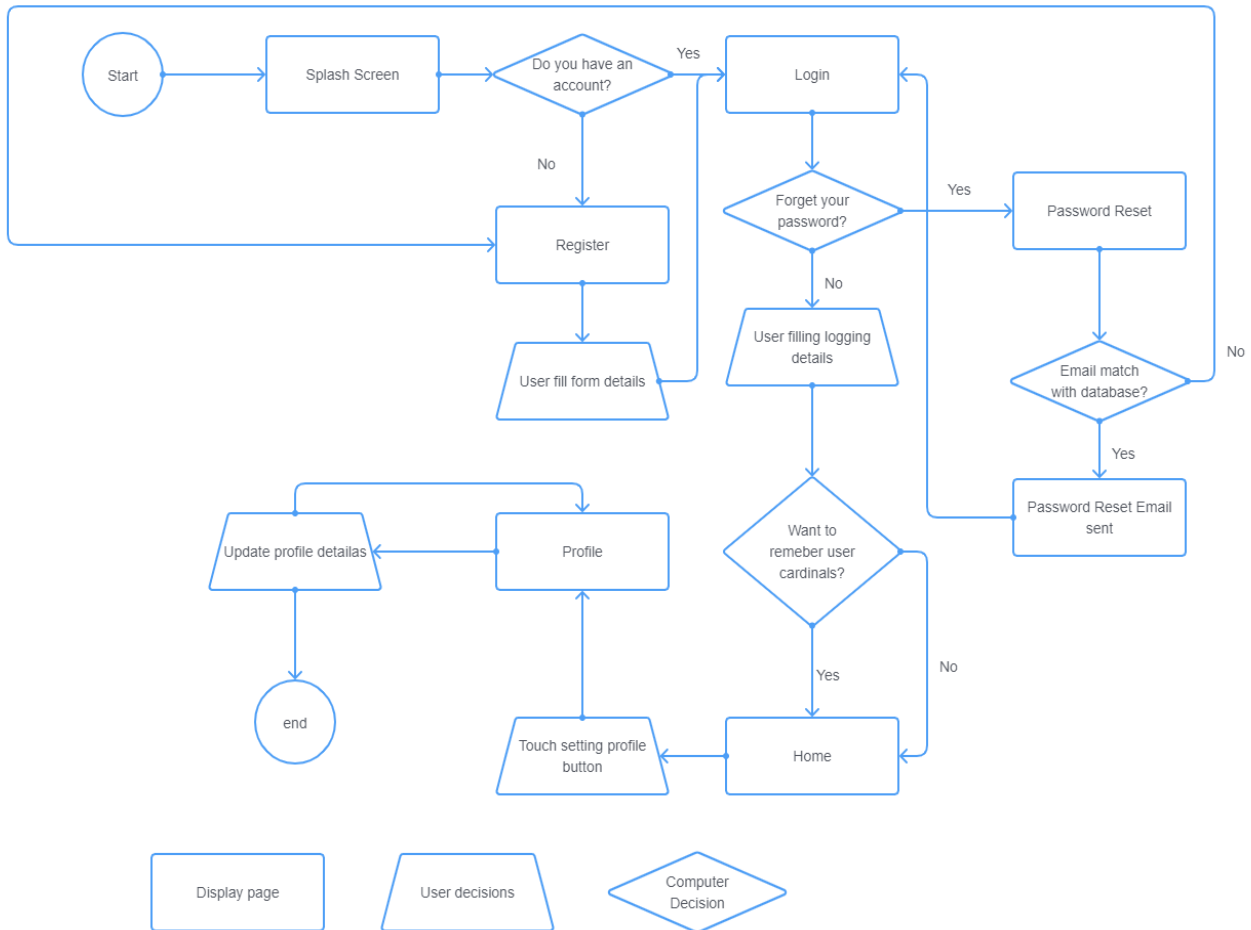 Start
Splash Screen
Do you have an
account?
Yes
Login
No
Forget your
password?
Yes
Password Reset
Register
No
User filling logging
details
User fill form details
Email match
with database?
No
Yes
Password Reset Email
sent
Want to
remeber user
cardinals?
Update profile detailas
Profile
No
Yes
end
Touch setting profile
button
Home
Display page
User decisions
Computer
Decision